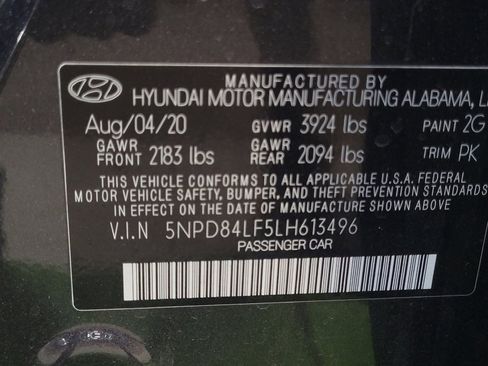 MANUFACTURED BY
HYUNDAI MOTOR MANUFACTURING ALABAMA,
Aug/04/20 GVWR 3924 lbs PAINT 2G
GAWR FRONT 2183 lbs GAWR REAR 2094 lbs TRIM PK
THIS VEHICLE CONFORMS TO ALL APPLICABLE U.S.A. FEDERAL
MOTOR VEHICLE SAFETY, BUMPER, AND THEFT PREVENTION STANDARDS
IN EFFECT ON THE DATE OF MANUFACTURE SHOWN ABOVE
V.I.N 5NPD84LF5LH613496
PASSENGER CAR